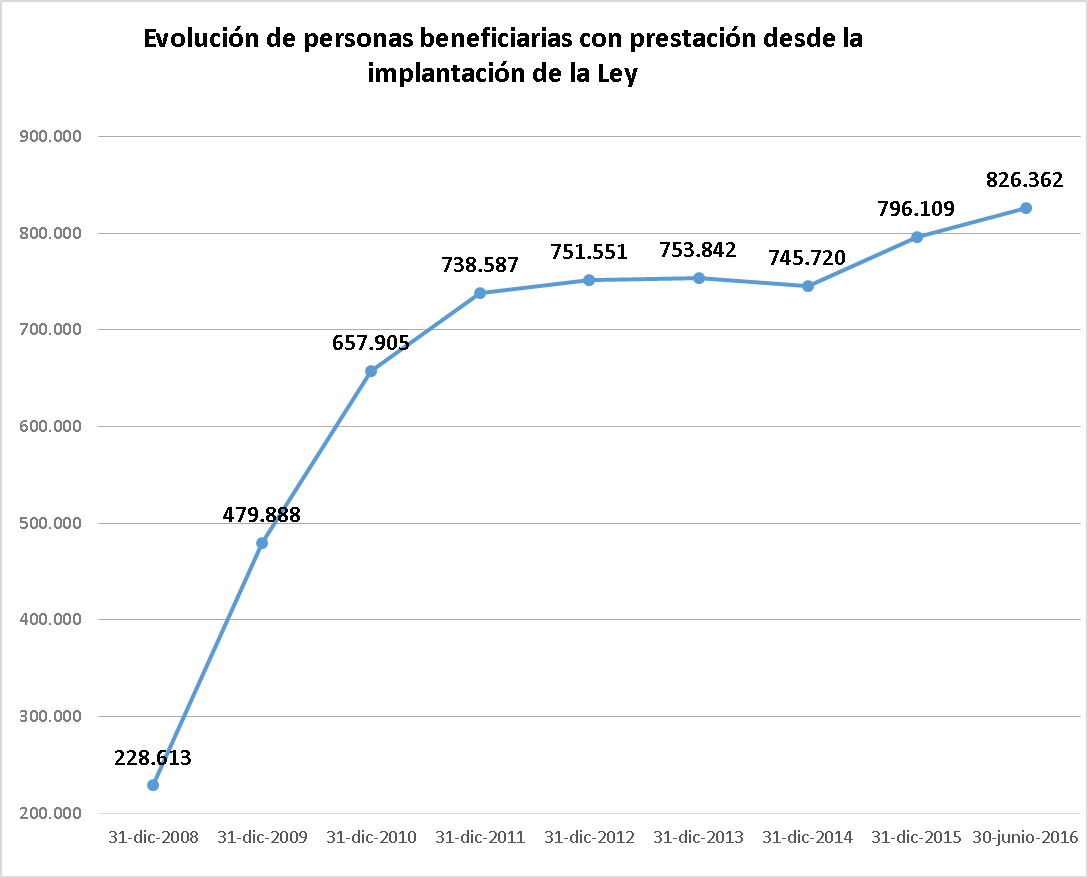 Evolución de personas beneficiarias con prestación desde la
implantación de la Ley
900.000
800.000
700.000
600.000
500.000
400.000
300.000
200.000
228.613
479.888
657.905
738.587
751.551
753.842
745.720
796.109
826.362
31-dic-2008
31-dic-2009
31-dic-2010
31-dic-2011
31-dic-2012
31-dic-2013
31-dic-2014
31-dic-2015
30-junio-2016